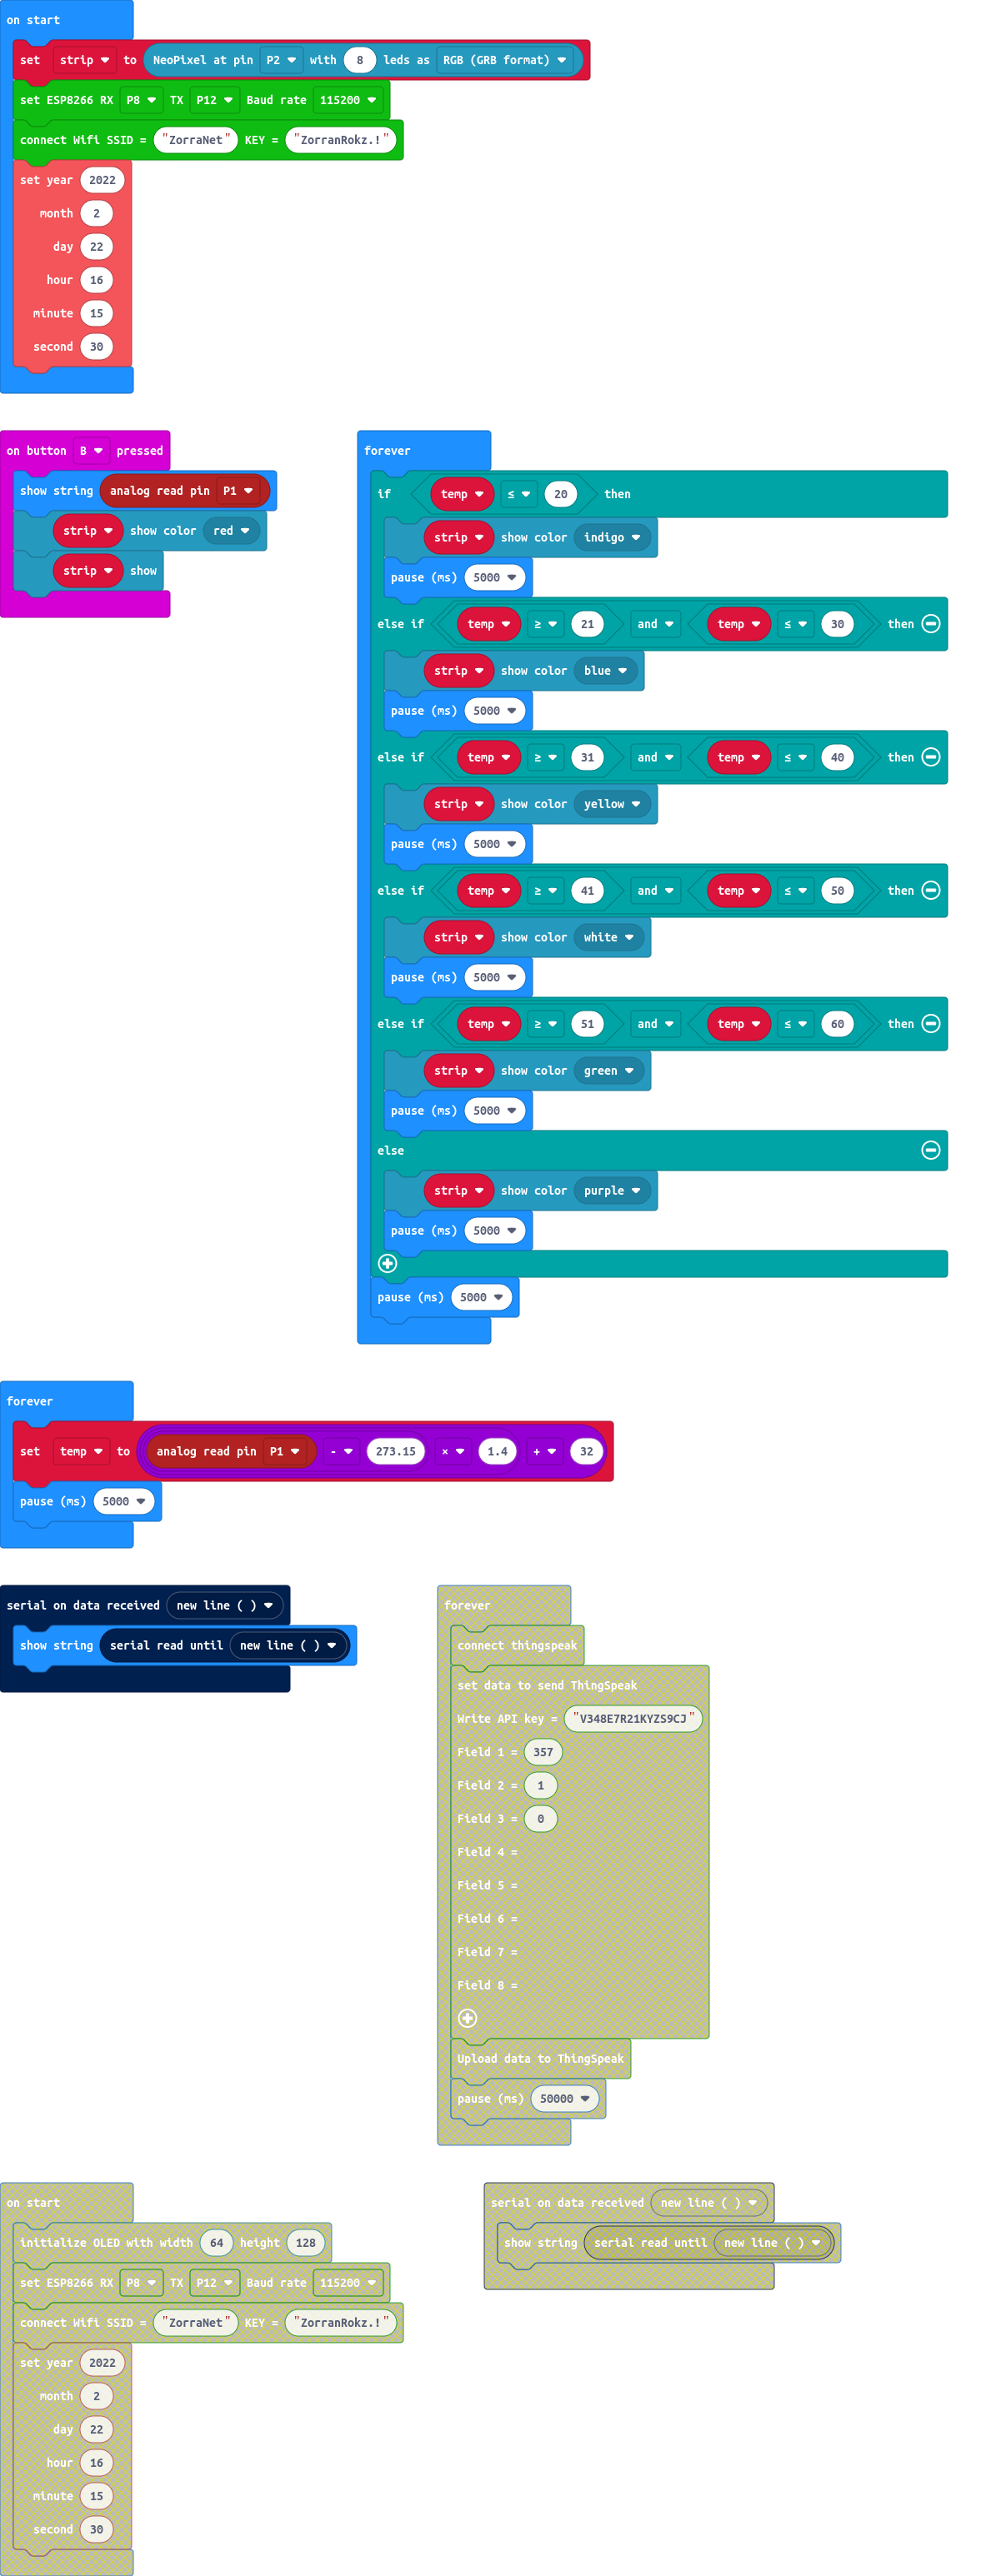 on start
set strip to NeoPixel at pin P2 with 8 leds as RGB (GRB format)
set ESP8266 RX P8 TX P12 Baud rate 115200
connect Wifi SSID = "ZorraNet" KEY = "ZorranRokz.!"
set year 2022
month 2
day 22
hour 16
minute 15
second 30
on button B pressed
show string analog read pin P1
strip show color red
strip show
forever
if temp ≤ 20 then
strip show color indigo
pause (ms) 5000
else if temp ≥ 21 and temp ≤ 30 then
strip show color blue
pause (ms) 5000
else if temp ≥ 31 and temp ≤ 40 then
strip show color yellow
pause (ms) 5000
else if temp ≥ 41 and temp ≤ 50 then
strip show color white
pause (ms) 5000
else if temp ≥ 51 and temp ≤ 60 then
strip show color green
pause (ms) 5000
else
strip show color purple
pause (ms) 5000
pause (ms) 5000
forever
set temp to analog read pin P1 - 273.15 × 1.4 + 32
pause (ms) 5000
serial on data received new line ( )
show string serial read until new line ( )
forever
connect thingspeak
set data to send ThingSpeak
Write API key = "V348E7R21KYZS9CJ"
Field 1 = 357
Field 2 = 1
Field 3 = 0
Field 4 =
Field 5 =
Field 6 =
Field 7 =
Field 8 =
Upload data to ThingSpeak
pause (ms) 50000
on start
initialize OLED with width 64 height 128
set ESP8266 RX P8 TX P12 Baud rate 115200
connect Wifi SSID = "ZorraNet" KEY = "ZorranRokz.!"
set year 2022
month 2
day 22
hour 16
minute 15
second 30
serial on data received new line ( )
show string serial read until new line ( )